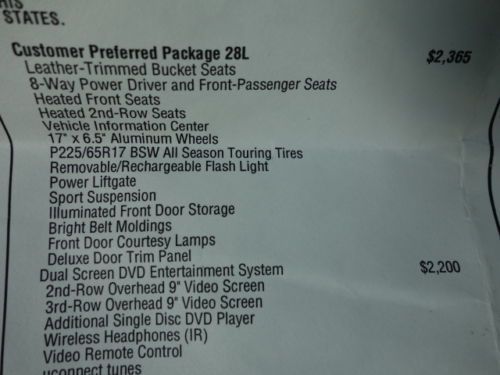 STATES.
Customer Preferred Package 28L $2,365
Leather-Trimmed Bucket Seats
8-Way Power Driver and Front-Passenger Seats
Heated Front Seats
Heated 2nd-Row Seats
Vehicle Information Center
17" x 6.5" Aluminum Wheels
P225/65R17 BSW All Season Touring Tires
Removable/Rechargeable Flash Light
Power Liftgate
Sport Suspension
Illuminated Front Door Storage
Bright Belt Moldings
Front Door Courtesy Lamps
Deluxe Door Trim Panel
Dual Screen DVD Entertainment System $2,200
2nd-Row Overhead 9" Video Screen
3rd-Row Overhead 9" Video Screen
Additional Single Disc DVD Player
Wireless Headphones (IR)
Video Remote Control
uconnect tunes